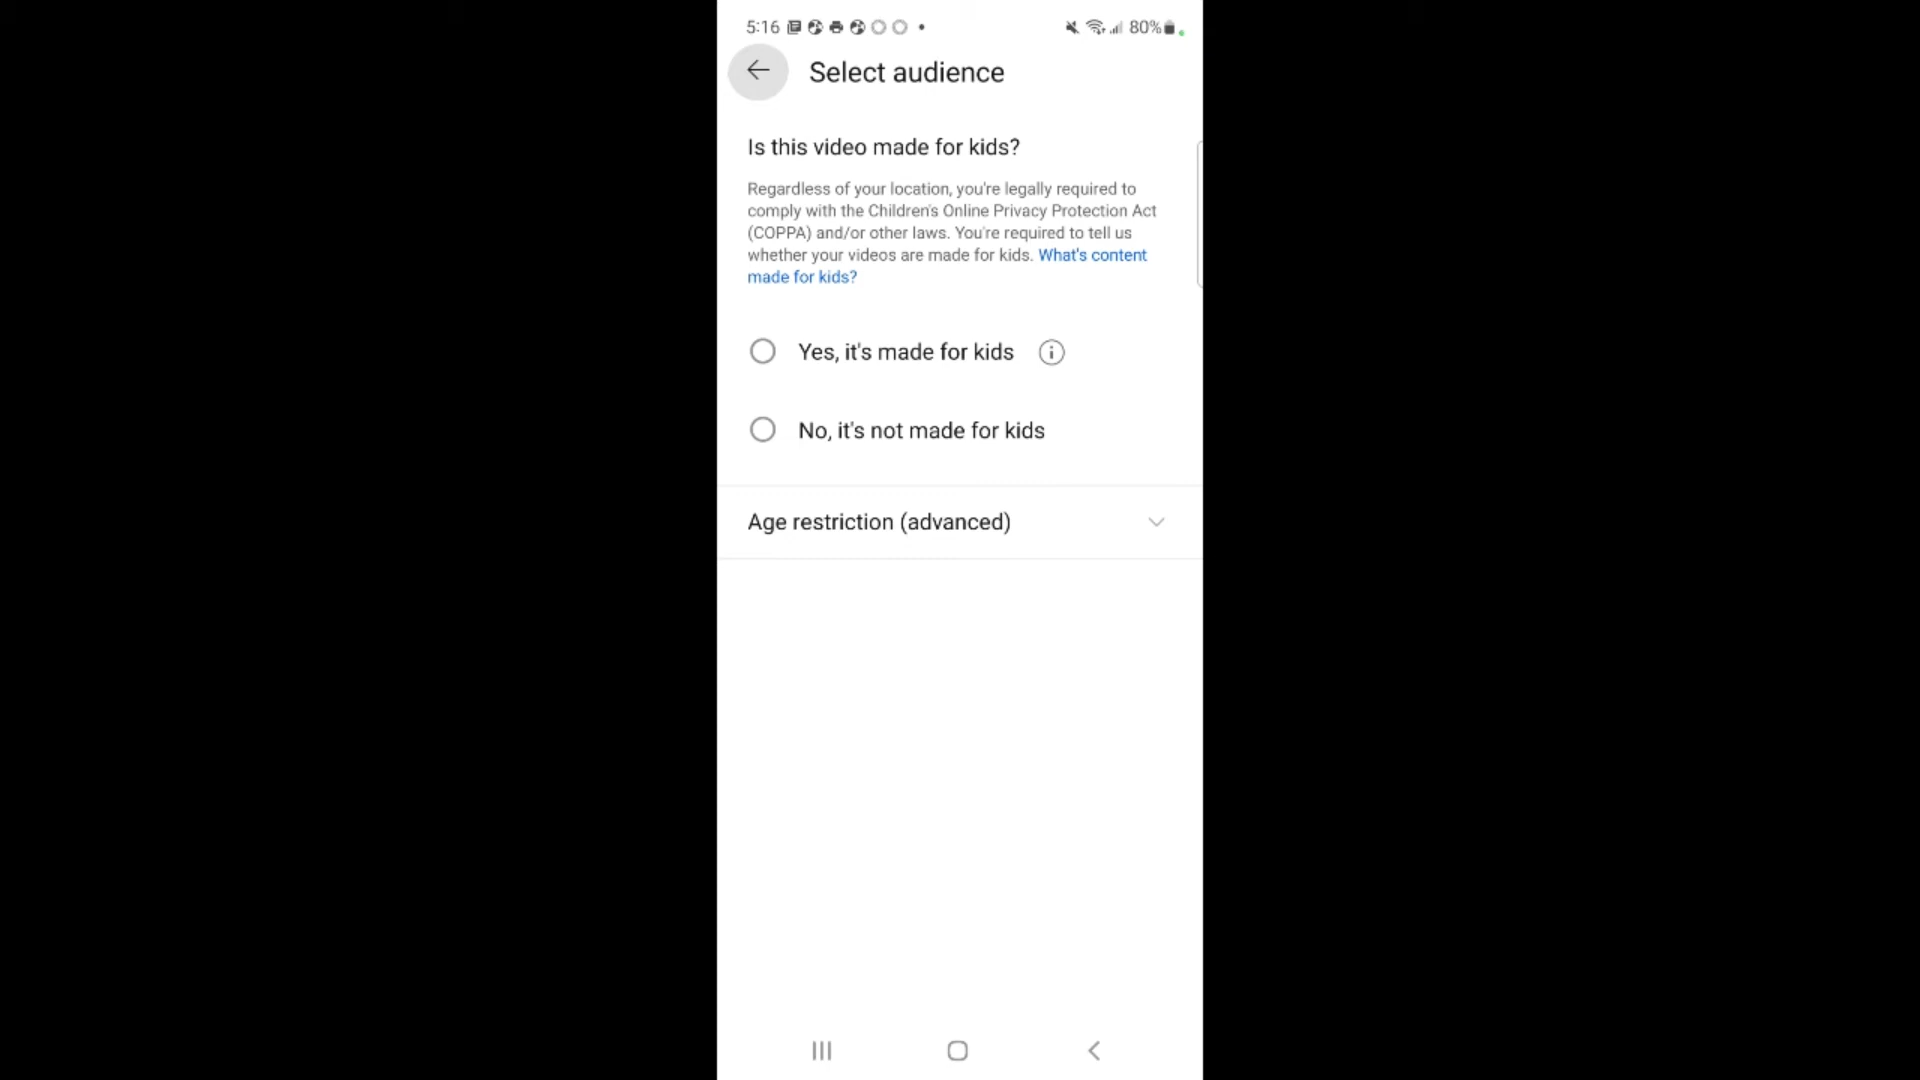 5:16
80%
Select audience
Is this video made for kids?
Regardless of your location, you're legally required to
comply with the Children's Online Privacy Protection Act
(COPPA) and/or other laws. You're required to tell us
whether your videos are made for kids. What's content
made for kids?
Yes, it's made for kids
No, it's not made for kids
Age restriction (advanced)